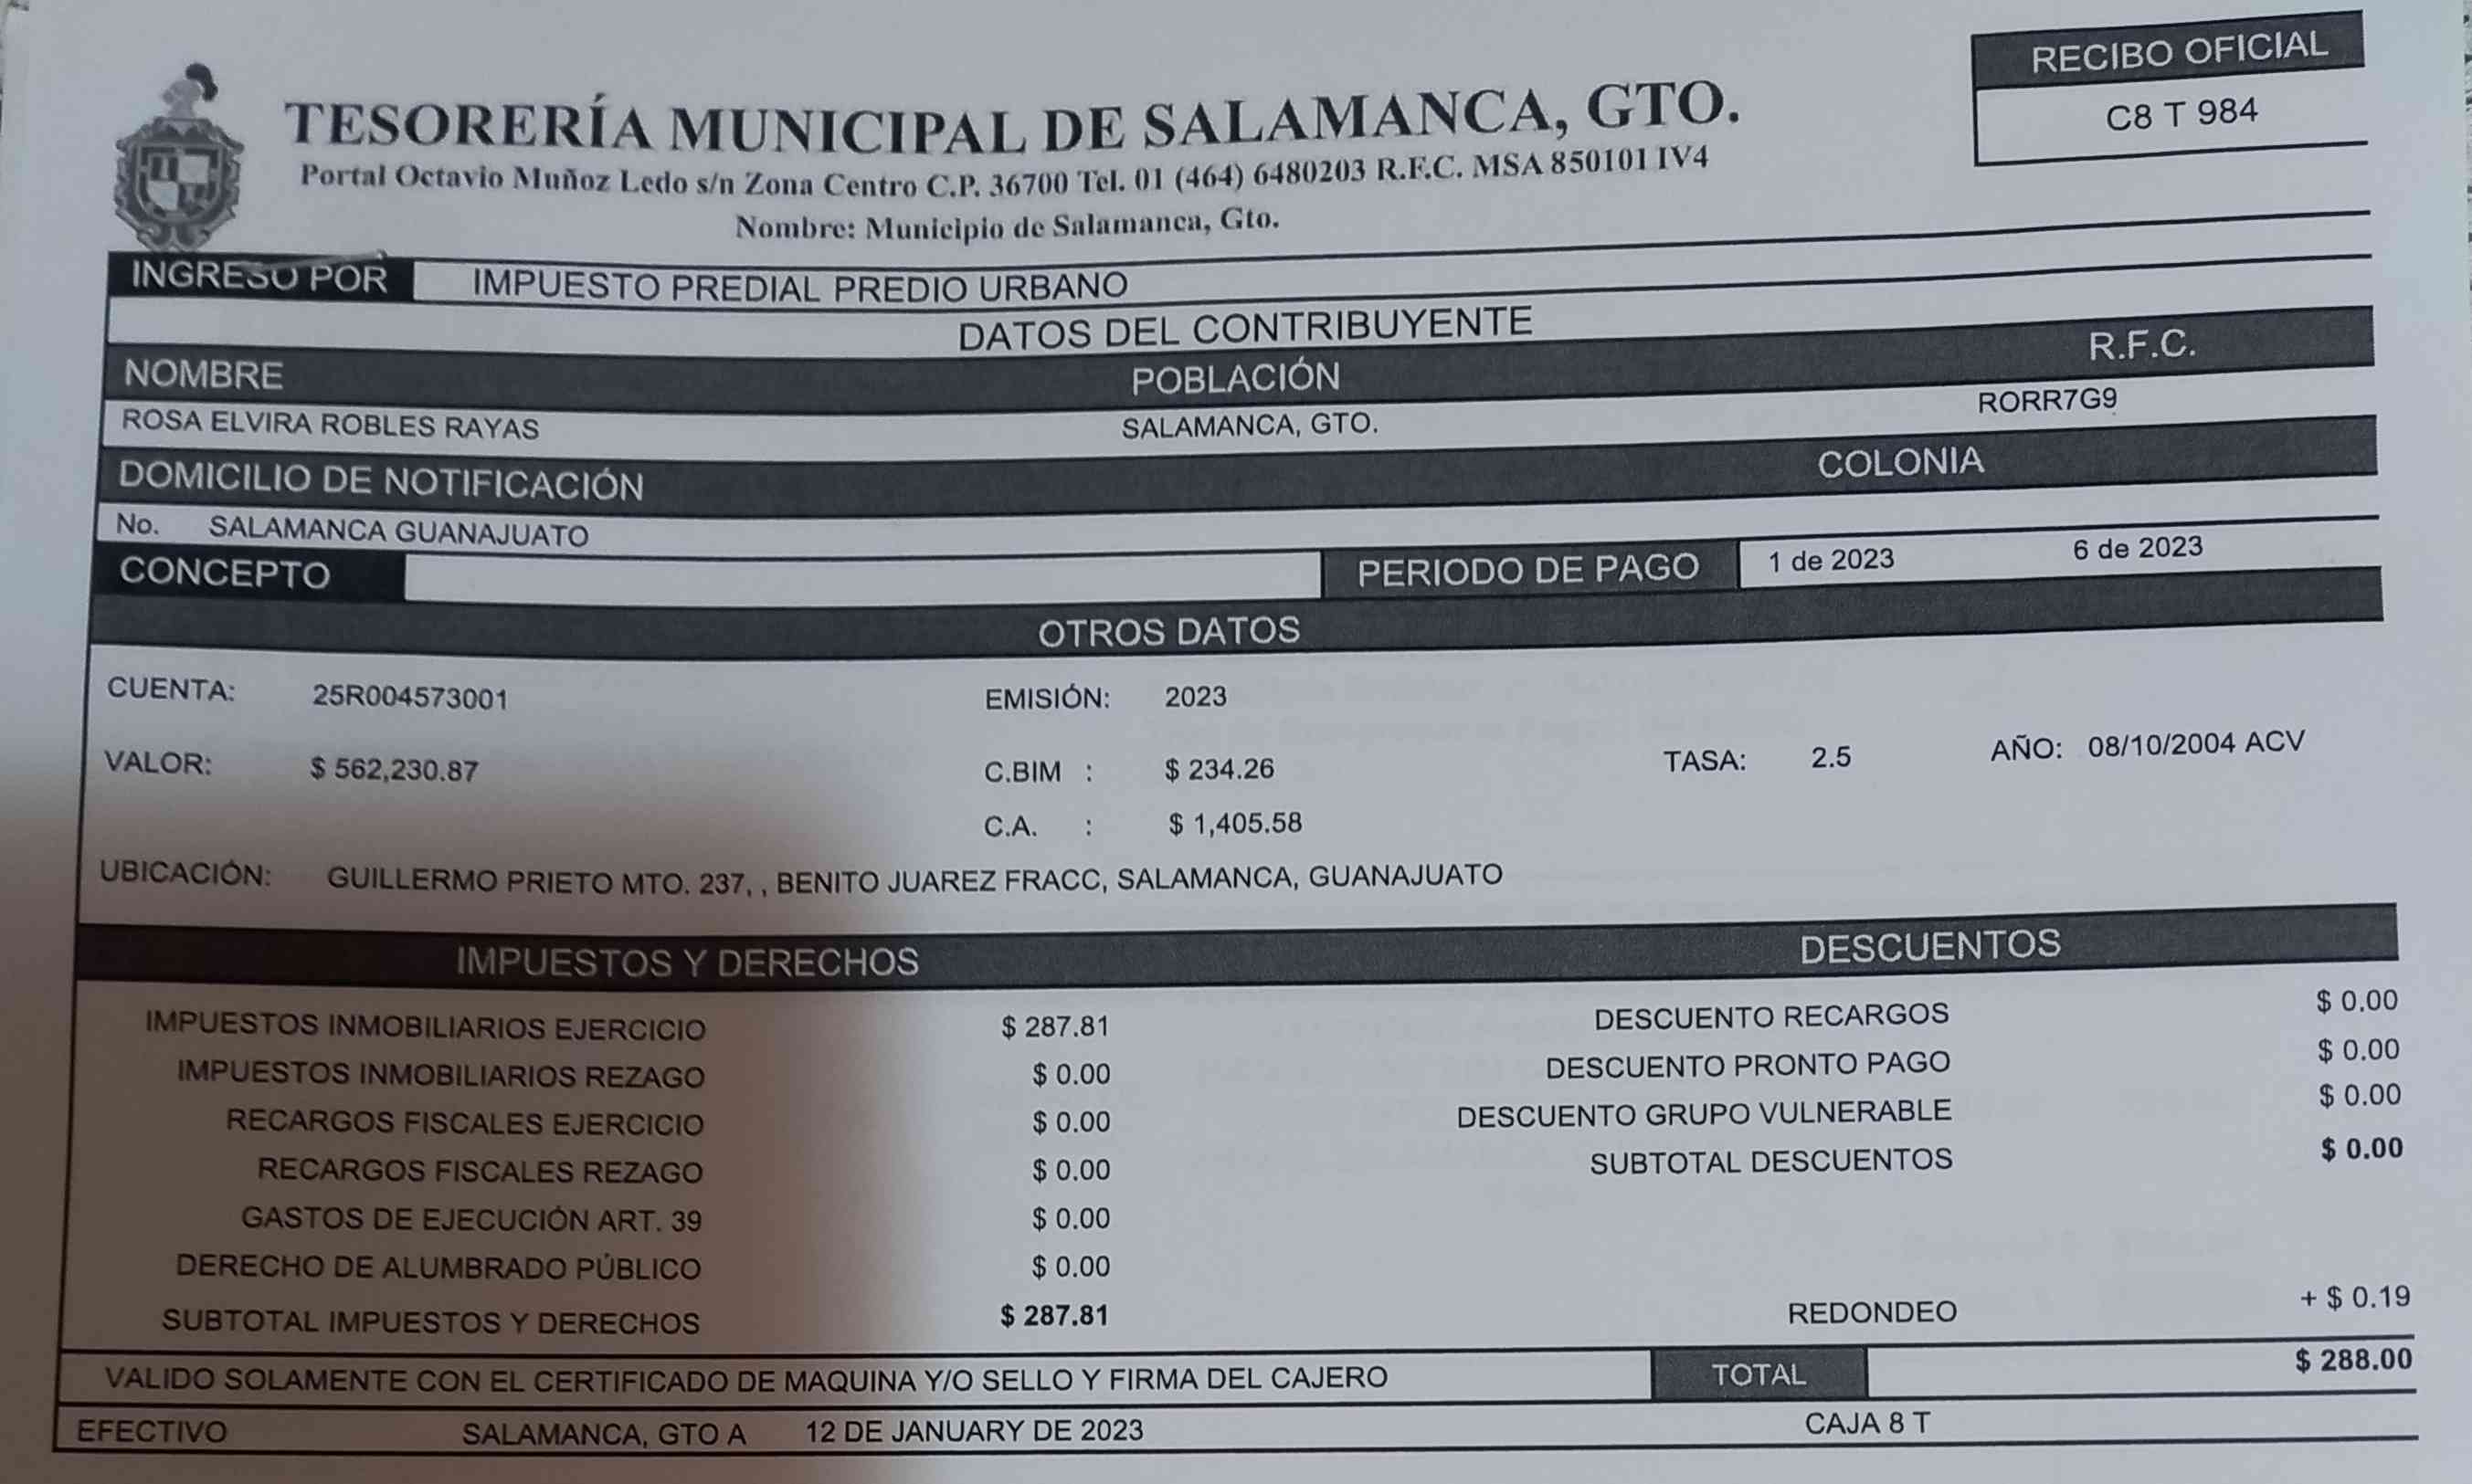 RECIBO OFICIAL
C8 T 984
TESORERÍA MUNICIPAL DE SALAMANCA, GTO.
Portal Octavio Muñoz Ledo s/n Zona Centro C.P. 36700 Tel. 01 (464) 6480203 R.F.C. MSA 850101 IV4
Nombre: Municipio de Salamanca, Gto.
INGRESO POR IMPUESTO PREDIAL PREDIO URBANO
DATOS DEL CONTRIBUYENTE
NOMBRE POBLACIÓN R.F.C.
ROSA ELVIRA ROBLES RAYAS SALAMANCA, GTO. RORR7G9
DOMICILIO DE NOTIFICACIÓN COLONIA
No. SALAMANCA GUANAJUATO
CONCEPTO PERIODO DE PAGO 1 de 2023 6 de 2023
OTROS DATOS
CUENTA: 25R004573001 EMISIÓN: 2023
VALOR: $ 562,230.87 C.BIM : $ 234.26 TASA: 2.5 AÑO: 08/10/2004 ACV
C.A. : $ 1,405.58
UBICACIÓN: GUILLERMO PRIETO MTO. 237, , BENITO JUAREZ FRACC, SALAMANCA, GUANAJUATO
IMPUESTOS Y DERECHOS DESCUENTOS
IMPUESTOS INMOBILIARIOS EJERCICIO $ 287.81 DESCUENTO RECARGOS $ 0.00
IMPUESTOS INMOBILIARIOS REZAGO $ 0.00 DESCUENTO PRONTO PAGO $ 0.00
RECARGOS FISCALES EJERCICIO $ 0.00 DESCUENTO GRUPO VULNERABLE $ 0.00
RECARGOS FISCALES REZAGO $ 0.00 SUBTOTAL DESCUENTOS $ 0.00
GASTOS DE EJECUCIÓN ART. 39 $ 0.00
DERECHO DE ALUMBRADO PÚBLICO $ 0.00
SUBTOTAL IMPUESTOS Y DERECHOS $ 287.81 REDONDEO + $ 0.19
VALIDO SOLAMENTE CON EL CERTIFICADO DE MAQUINA Y/O SELLO Y FIRMA DEL CAJERO TOTAL $ 288.00
EFECTIVO SALAMANCA, GTO A 12 DE JANUARY DE 2023 CAJA 8 T